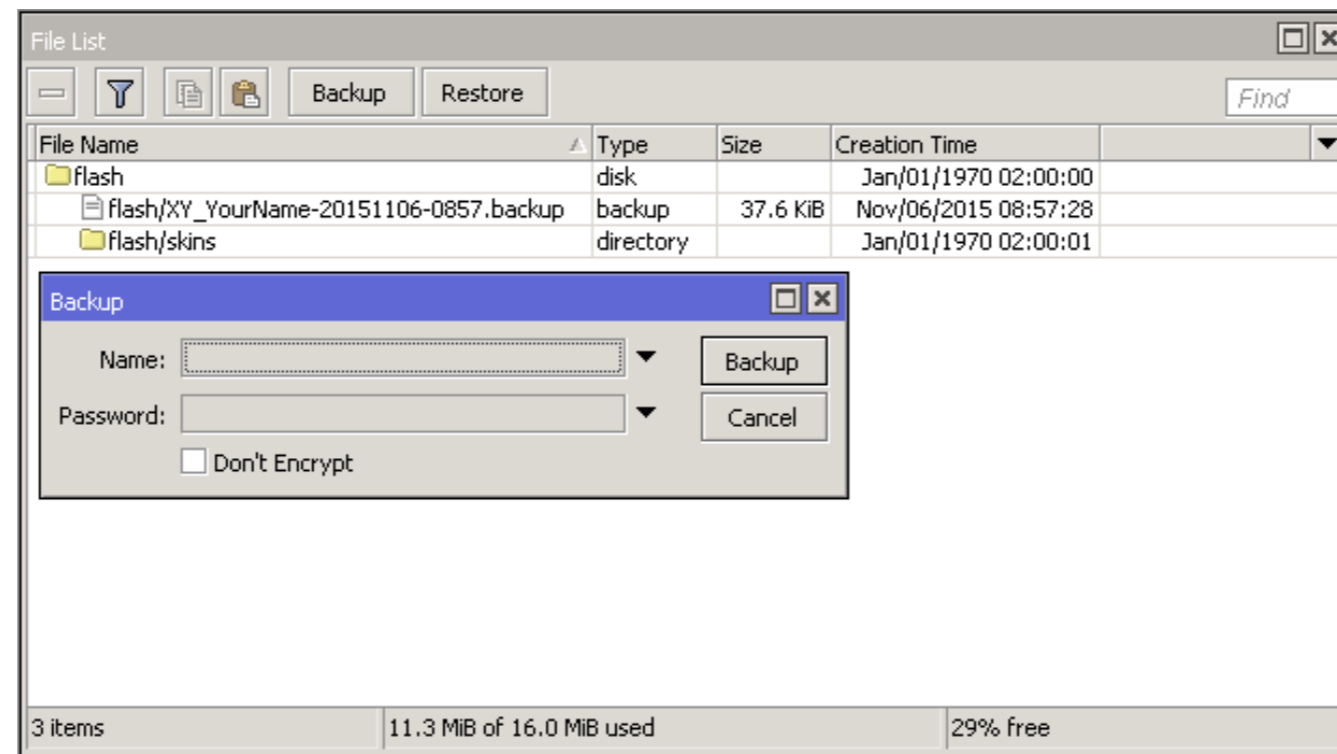 File List
Backup Restore Find
File Name Type Size Creation Time
flash disk Jan/01/1970 02:00:00
flash/XY_YourName-20151106-0857.backup backup 37.6 KiB Nov/06/2015 08:57:28
flash/skins directory Jan/01/1970 02:00:01
Backup
Name: Backup
Password: Cancel
Don't Encrypt
3 items 11.3 MiB of 16.0 MiB used 29% free